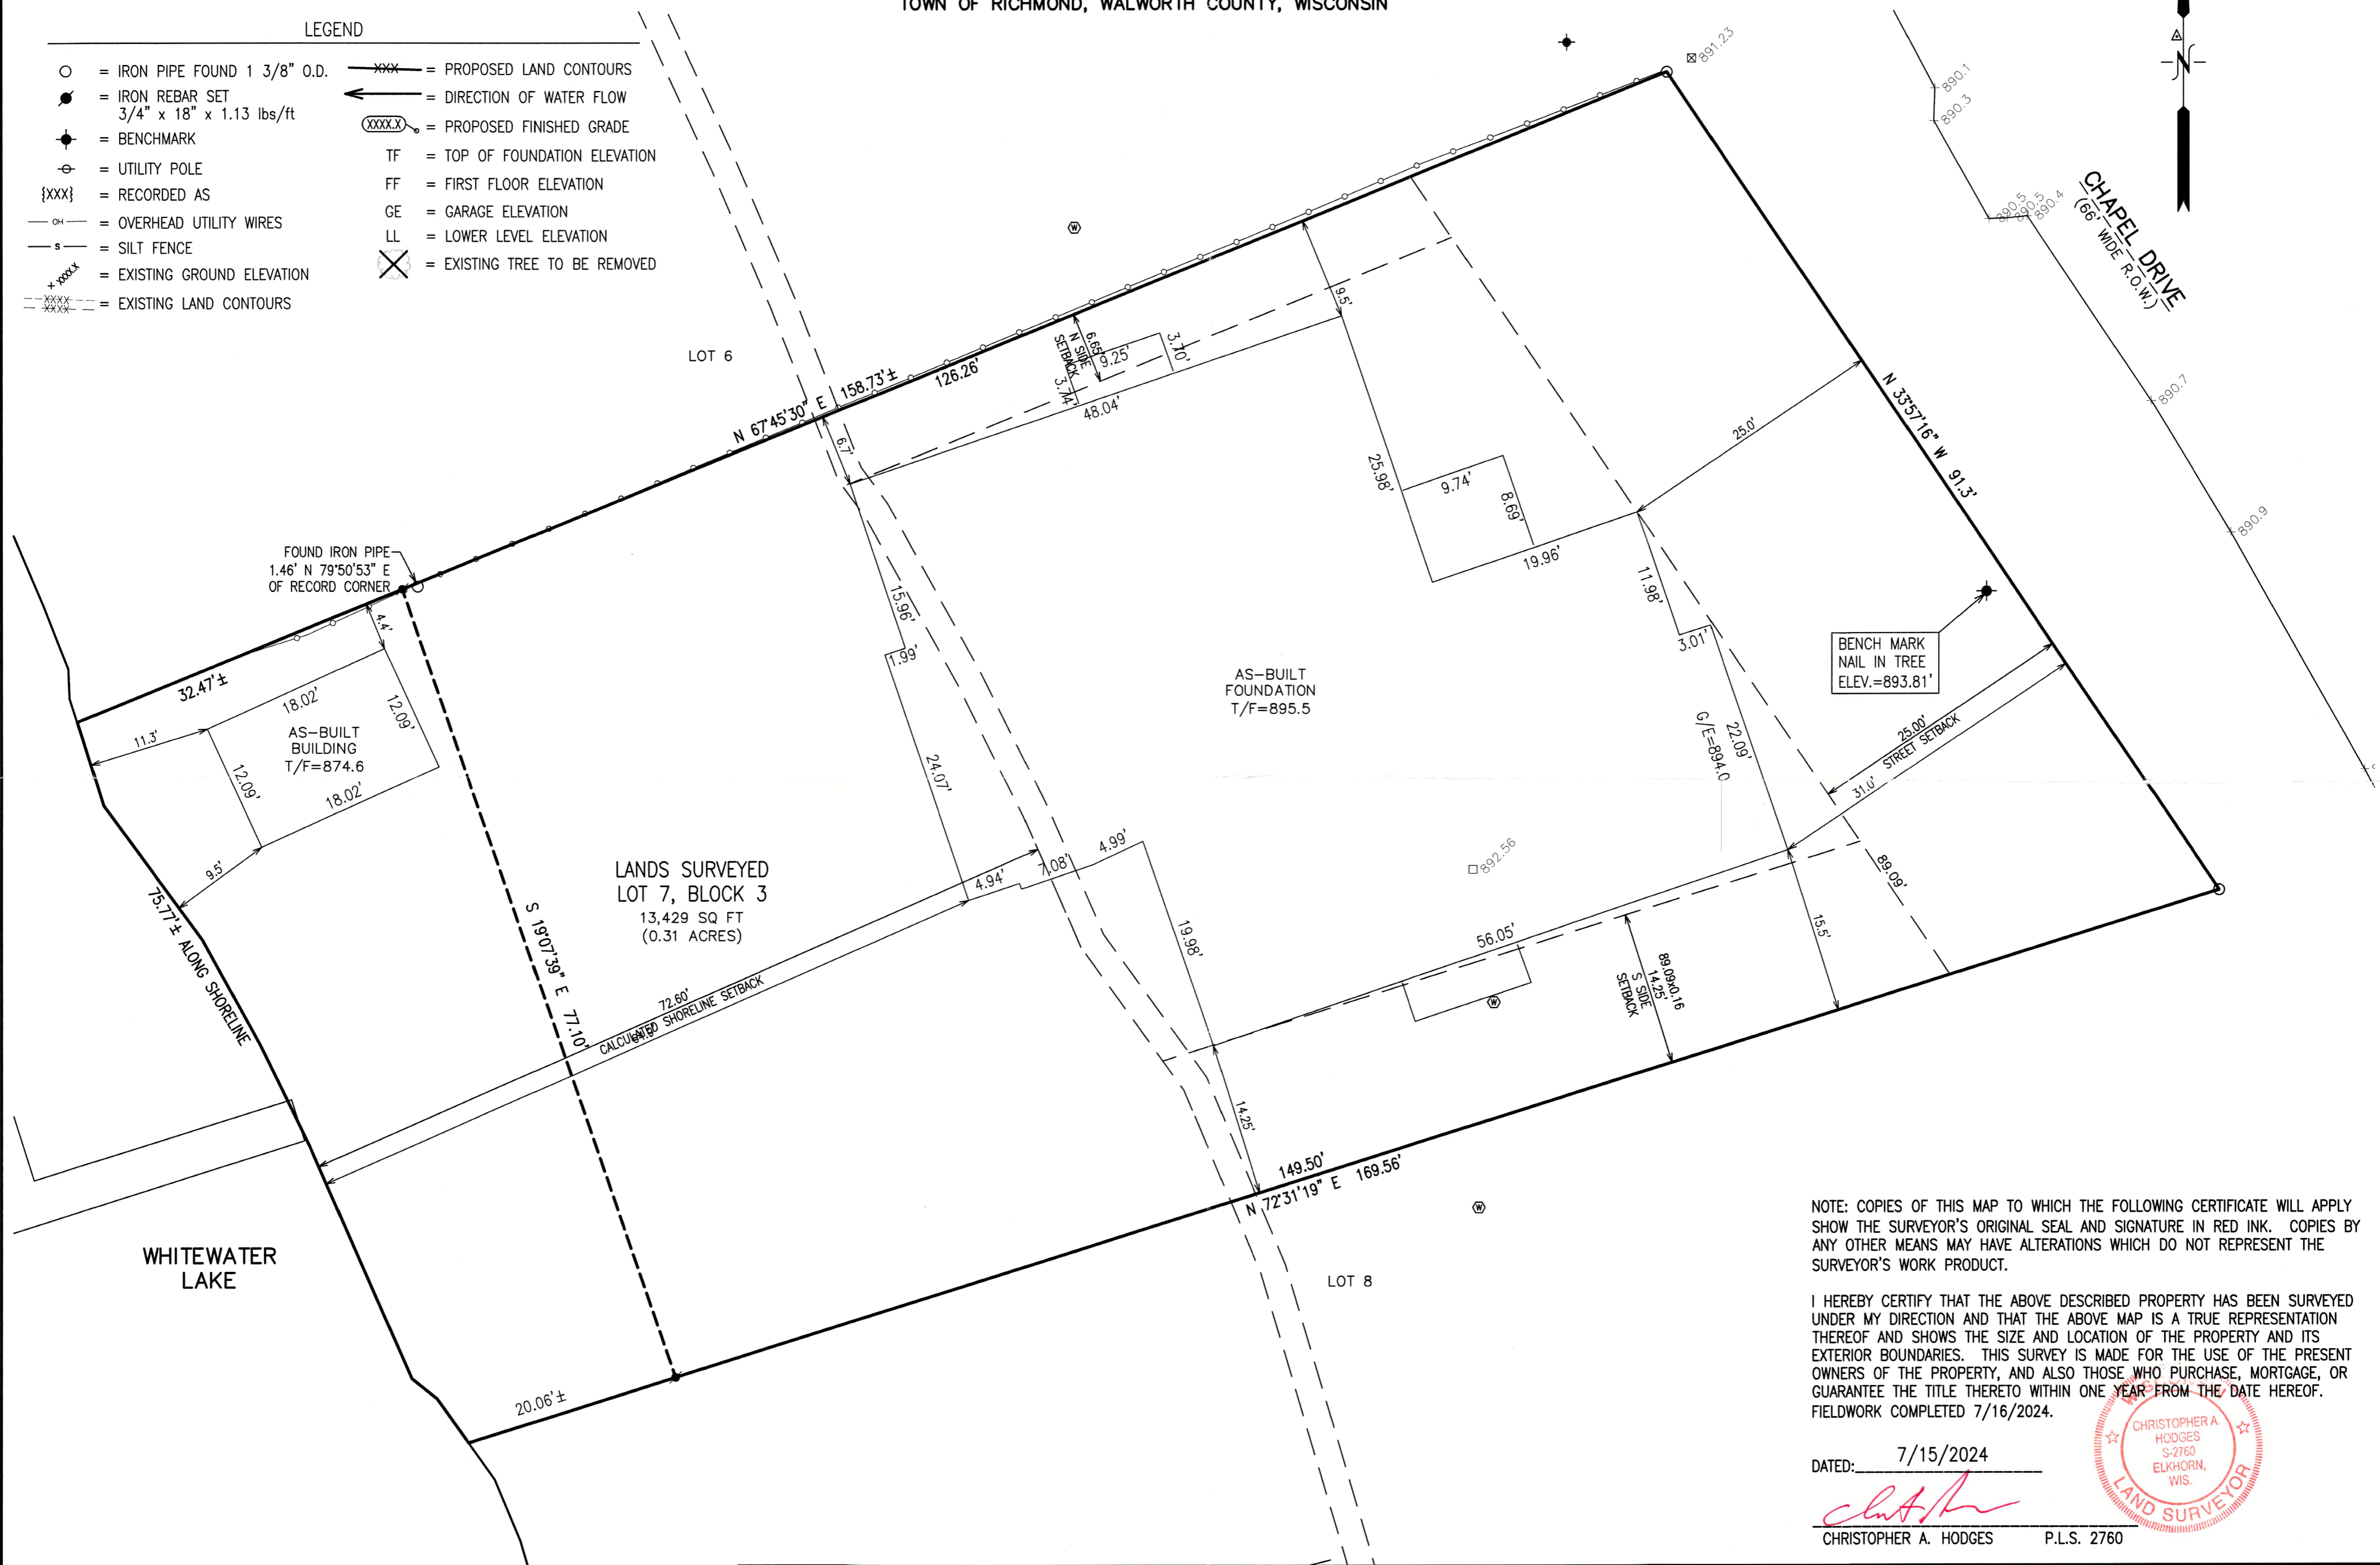 TOWN OF RICHMOND, WALWORTH COUNTY, WISCONSIN
LEGEND
= IRON PIPE FOUND 1 3/8" O.D.
= IRON REBAR SET
3/4" x 18" x 1.13 lbs/ft
= BENCHMARK
= UTILITY POLE
{XXX} = RECORDED AS
OH = OVERHEAD UTILITY WIRES
S = SILT FENCE
+ XXXX.X = EXISTING GROUND ELEVATION
XXXX XXXX = EXISTING LAND CONTOURS
XXX = PROPOSED LAND CONTOURS
= DIRECTION OF WATER FLOW
XXXX.X = PROPOSED FINISHED GRADE
TF = TOP OF FOUNDATION ELEVATION
FF = FIRST FLOOR ELEVATION
GE = GARAGE ELEVATION
LL = LOWER LEVEL ELEVATION
= EXISTING TREE TO BE REMOVED
N
891.23
890.1
890.3
890.5
890.5
890.4
890.7
890.9
CHAPEL DRIVE
(66' WIDE R.O.W.)
W
LOT 6
N 67°45'30" E 158.73'±
126.26'
6.7'
6.65'
N SIDE
SETBACK
9.25'
3.70'
3.74'
48.04'
9.5'
25.98'
9.74'
8.69'
19.96'
25.0'
N 33°57'16" W 91.3'
11.98'
3.01'
22.09'
G/E=894.0
BENCH MARK
NAIL IN TREE
ELEV.=893.81'
25.00'
STREET SETBACK
31.0'
89.09'
FOUND IRON PIPE
1.46' N 79°50'53" E
OF RECORD CORNER
4.4'
32.47'±
18.02'
12.09'
11.3'
AS-BUILT
BUILDING
T/F=874.6
12.09'
18.02'
9.5'
75.77'± ALONG SHORELINE
15.96'
1.99'
24.07'
AS-BUILT
FOUNDATION
T/F=895.5
LANDS SURVEYED
LOT 7, BLOCK 3
13,429 SQ FT
(0.31 ACRES)
S 19°07'39" E 77.10'
4.94'
7.08'
4.99'
19.98'
72.60'
CALCULATED SHORELINE SETBACK
892.56
56.05'
W
89.09x0.16
14.25'
S SIDE
SETBACK
15.5'
14.25'
149.50'
N 72°31'19" E 169.56'
W
LOT 8
WHITEWATER
LAKE
20.06'±
NOTE: COPIES OF THIS MAP TO WHICH THE FOLLOWING CERTIFICATE WILL APPLY
SHOW THE SURVEYOR'S ORIGINAL SEAL AND SIGNATURE IN RED INK. COPIES BY
ANY OTHER MEANS MAY HAVE ALTERATIONS WHICH DO NOT REPRESENT THE
SURVEYOR'S WORK PRODUCT.
I HEREBY CERTIFY THAT THE ABOVE DESCRIBED PROPERTY HAS BEEN SURVEYED
UNDER MY DIRECTION AND THAT THE ABOVE MAP IS A TRUE REPRESENTATION
THEREOF AND SHOWS THE SIZE AND LOCATION OF THE PROPERTY AND ITS
EXTERIOR BOUNDARIES. THIS SURVEY IS MADE FOR THE USE OF THE PRESENT
OWNERS OF THE PROPERTY, AND ALSO THOSE WHO PURCHASE, MORTGAGE, OR
GUARANTEE THE TITLE THERETO WITHIN ONE YEAR FROM THE DATE HEREOF.
FIELDWORK COMPLETED 7/16/2024.
DATED: 7/15/2024
CHRISTOPHER A. HODGES P.L.S. 2760
CHRISTOPHER A.
HODGES
S-2760
ELKHORN,
WIS.
LAND SURVEYOR